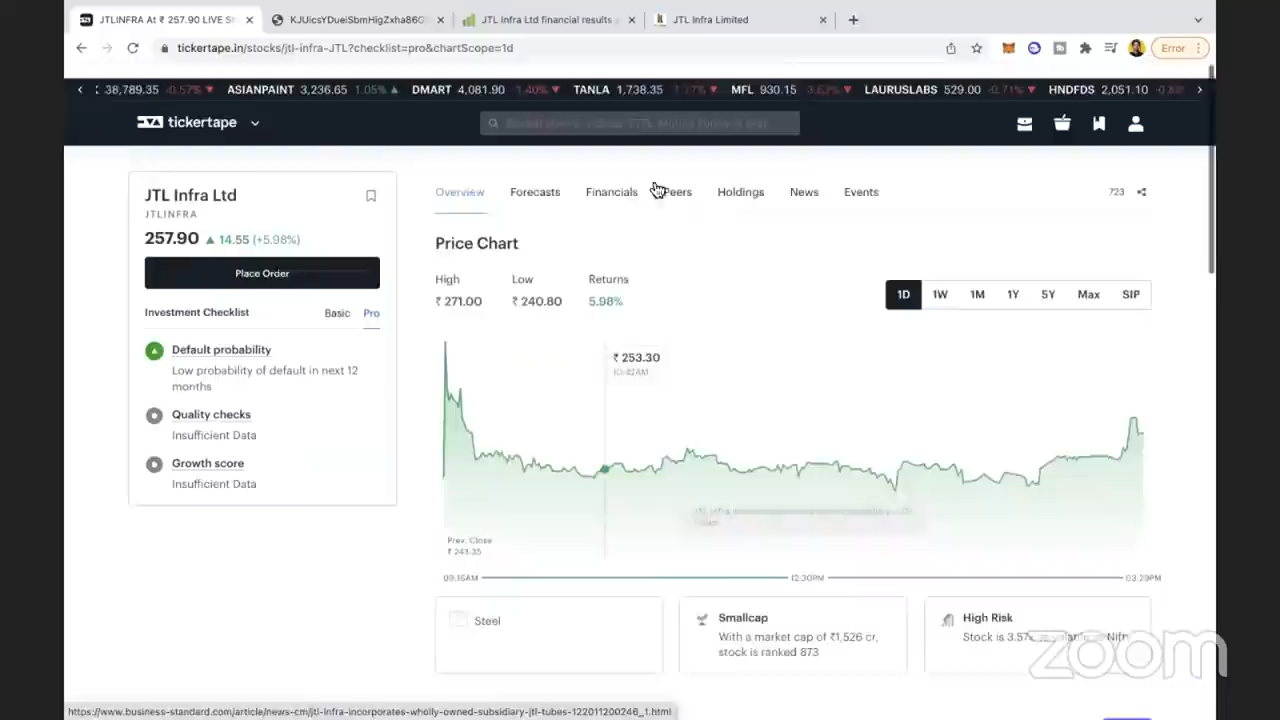 JTLINFRA At ₹ 257.90 LIVE St
KJUicsYDueiSbmHigZxha86G
JTL Infra Ltd financial results
JTL Infra Limited
tickertape.in/stocks/jtl-infra-JTL?checklist=pro&chartScope=1d
Error
38,789.35 -0.57% ASIANPAINT 3,236.65 1.05% DMART 4,081.90 1.40% TANLA 1,738.35 MFL 930.15 LAURUSLABS 529.00 -0.71% HNDFDS 2,051.10
tickertape
JTL Infra Ltd
JTLINFRA
257.90 ▲ 14.55 (+5.98%)
Place Order
Investment Checklist Basic Pro
Default probability
Low probability of default in next 12
months
Quality checks
Insufficient Data
Growth score
Insufficient Data
Overview Forecasts Financials Peers Holdings News Events 723
Price Chart
High Low Returns
₹ 271.00 ₹ 240.80 5.98%
1D 1W 1M 1Y 5Y Max SIP
₹ 253.30
Prev. Close
₹ 243.35
09.16AM 12.30PM 03.29PM
Steel
Smallcap
With a market cap of ₹1,526 cr,
stock is ranked 873
High Risk
Stock is 3.57x as Nifty
zoom
https://www.business-standard.com/article/news-cm/jtl-infra-incorporates-wholly-owned-subsidiary-jtl-tubes-122011200246_1.html